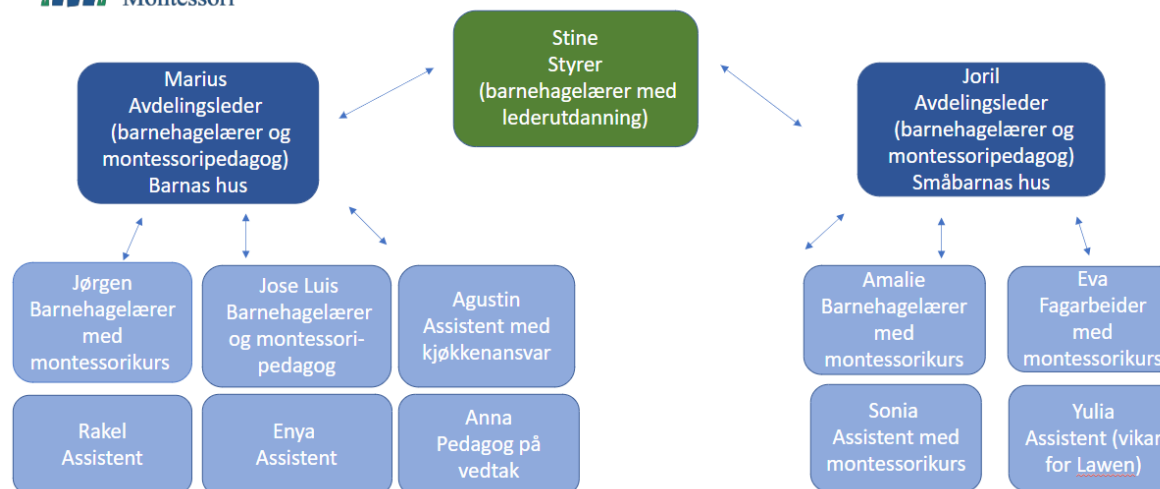 Montessori
Stine
Styrer
(barnehagelærer med
lederutdanning)
Marius
Avdelingsleder
(barnehagelærer og
montessoripedagog)
Barnas hus
Joril
Avdelingsleder
(barnehagelærer og
montessoripedagog)
Småbarnas hus
Jørgen
Barnehagelærer
med
montessorikurs
Jose Luis
Barnehagelærer
og montessori-
pedagog
Agustin
Assistent med
kjøkkenansvar
Amalie
Barnehagelærer
med
montessorikurs
Eva
Fagarbeider
med
montessorikurs
Rakel
Assistent
Enya
Assistent
Anna
Pedagog på
vedtak
Sonia
Assistent med
montessorikurs
Yulia
Assistent (vikar
for Lawen)